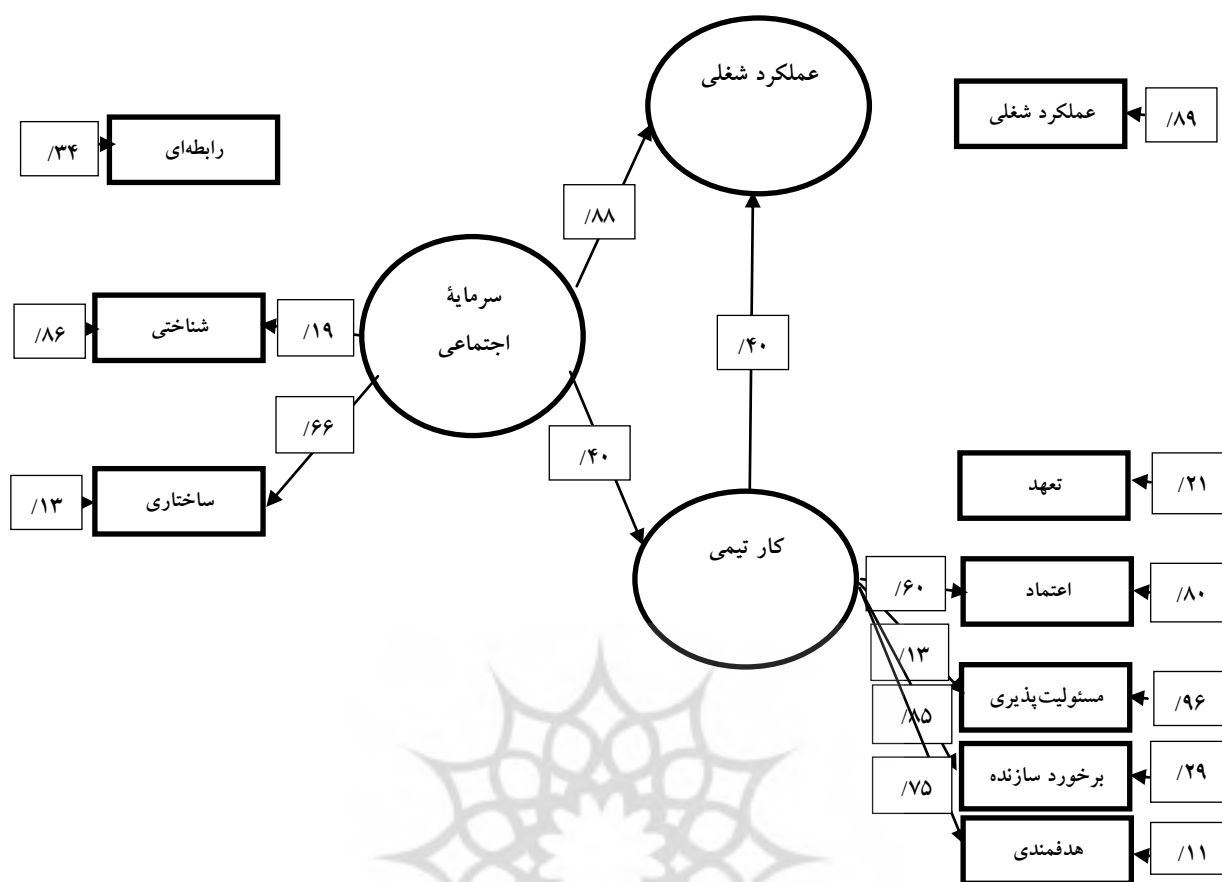 عملکرد شغلی
عملکرد شغلی
/۸۹
رابطه‌ای
/۳۴
/۸۸
سرمایهٔ
اجتماعی
/۱۹
شناختی
/۸۶
/۴۰
/۶۶
/۴۰
ساختاری
/۱۳
تعهد
/۲۱
کار تیمی
/۶۰
اعتماد
/۸۰
/۱۳
مسئولیت‌پذیری
/۹۶
/۸۵
برخورد سازنده
/۲۹
/۷۵
هدفمندی
/۱۱